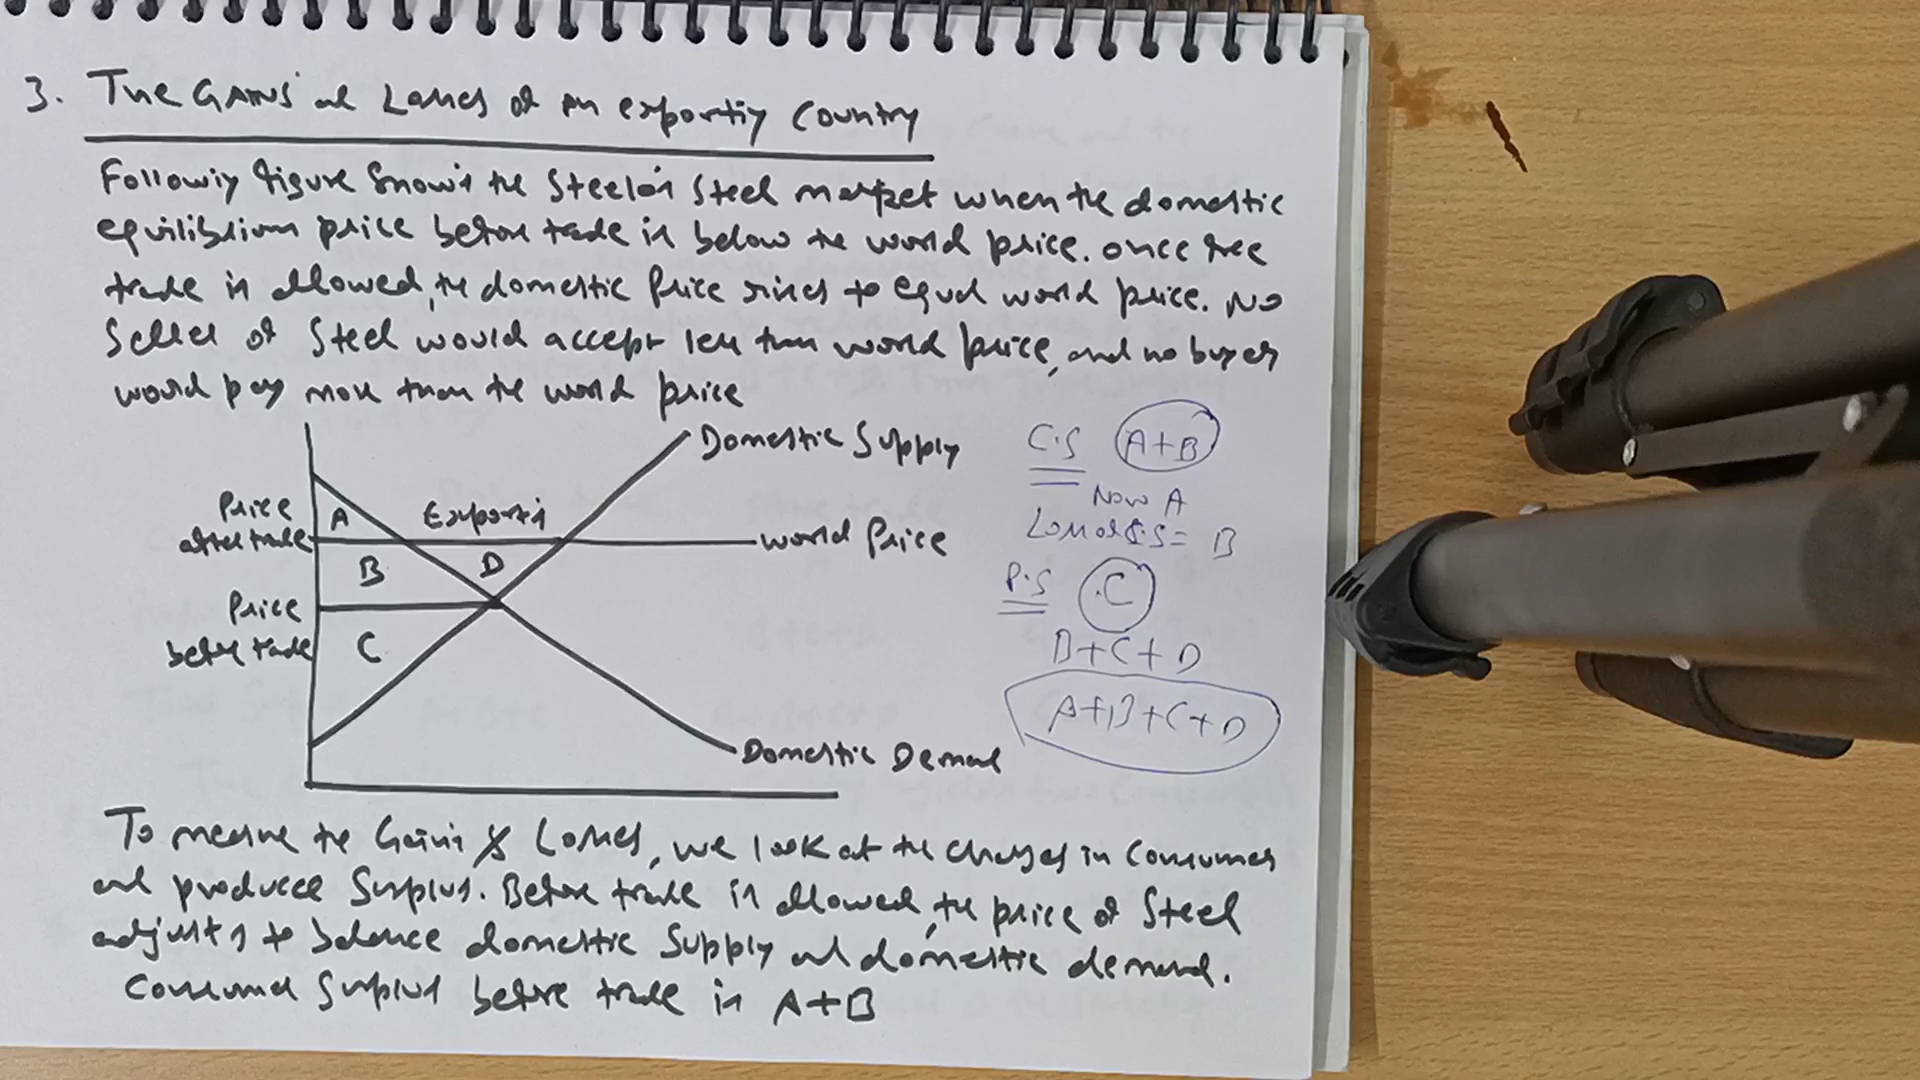 3. The GAINS and Losses of an exporting Country
Following figure shows the Steelan's Steel market when the domestic
equilibrium price before trade is below the world price. once free
trade is allowed, the domestic Price rises to equal world price. No
Seller of Steel would accept less than world price, and no buyer
would pay more than the world price
Domestic Supply
Price
after trade
A
Exports
World Price
B
D
Price
before trade
C
Domestic Demand
C.S A+B
Now A
Loss of C.S = B
P.S C
B+C+D
A+B+C+D
To measure the Gains & Losses, we look at the changes in Consumer
and producer Surplus. Before trade is allowed, the price of Steel
adjusts to balance domestic Supply and domestic demand.
Consumer Surplus before trade is A+B